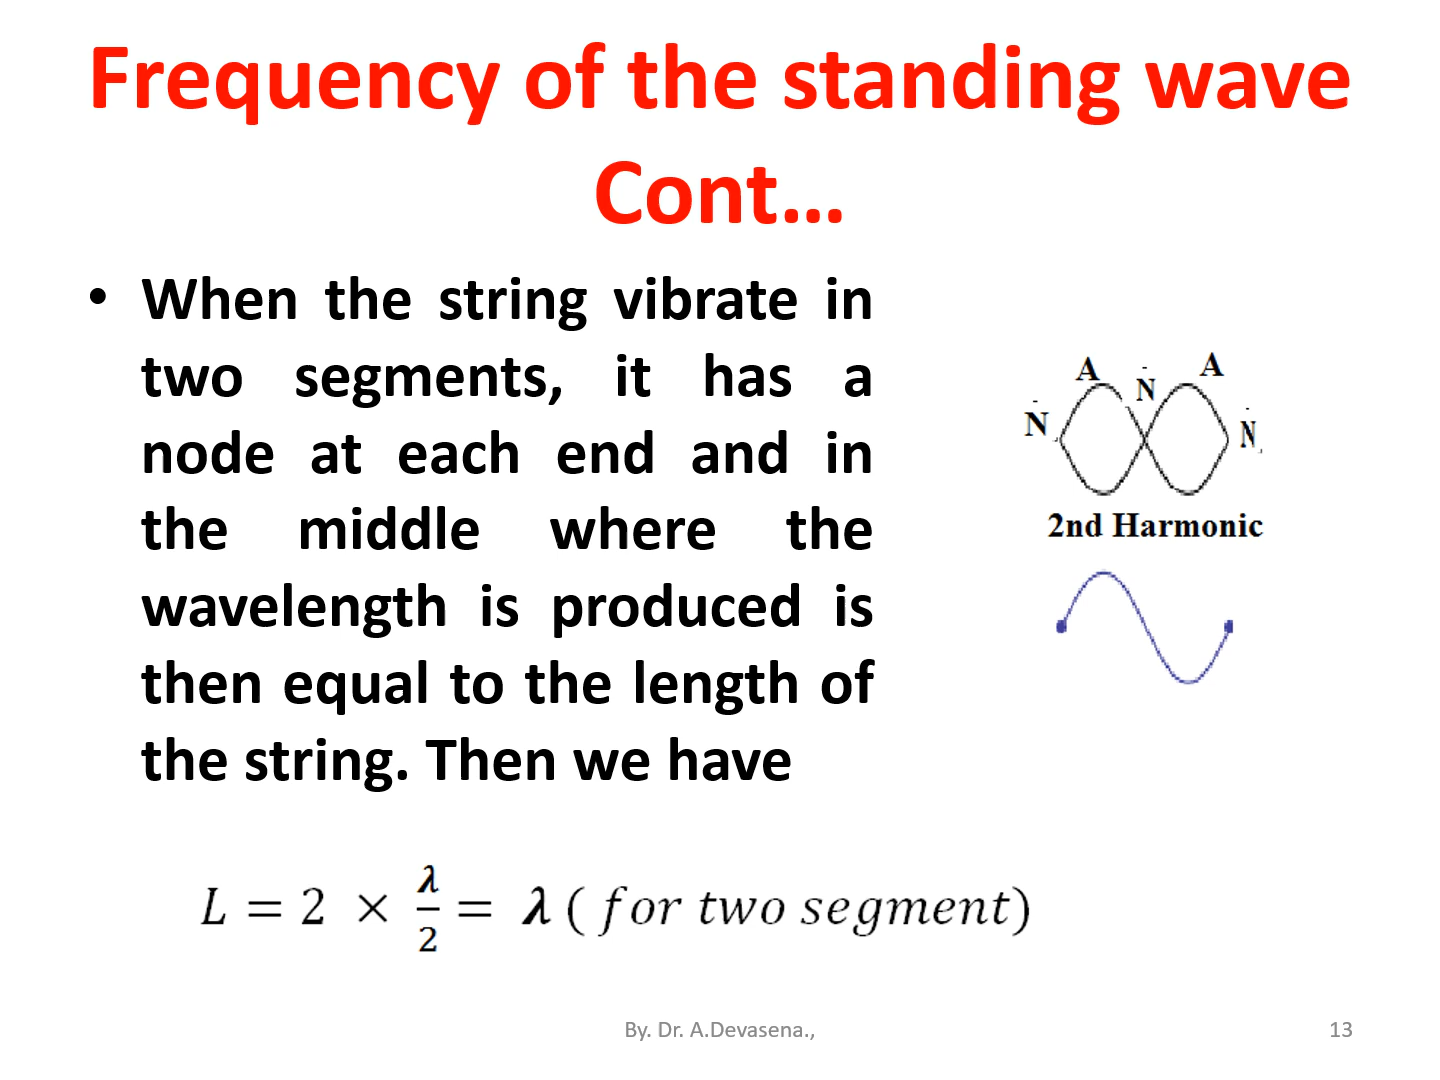 Frequency of the standing wave
Cont...
• When the string vibrate in
two segments, it has a
node at each end and in
the middle where the
wavelength is produced is
then equal to the length of
the string. Then we have
A
A
N
N
N
2nd Harmonic
L = 2 × λ/2 = λ ( for two segment)
By. Dr. A.Devasena.,
13